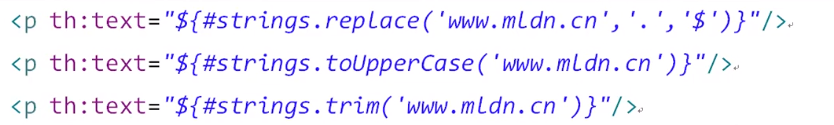 <p th:text="${#strings.replace('www.mldn.cn','.','$')}"/>
<p th:text="${#strings.toUpperCase('www.mldn.cn')}"/>
<p th:text="${#strings.trim('www.mldn.cn')}"/>